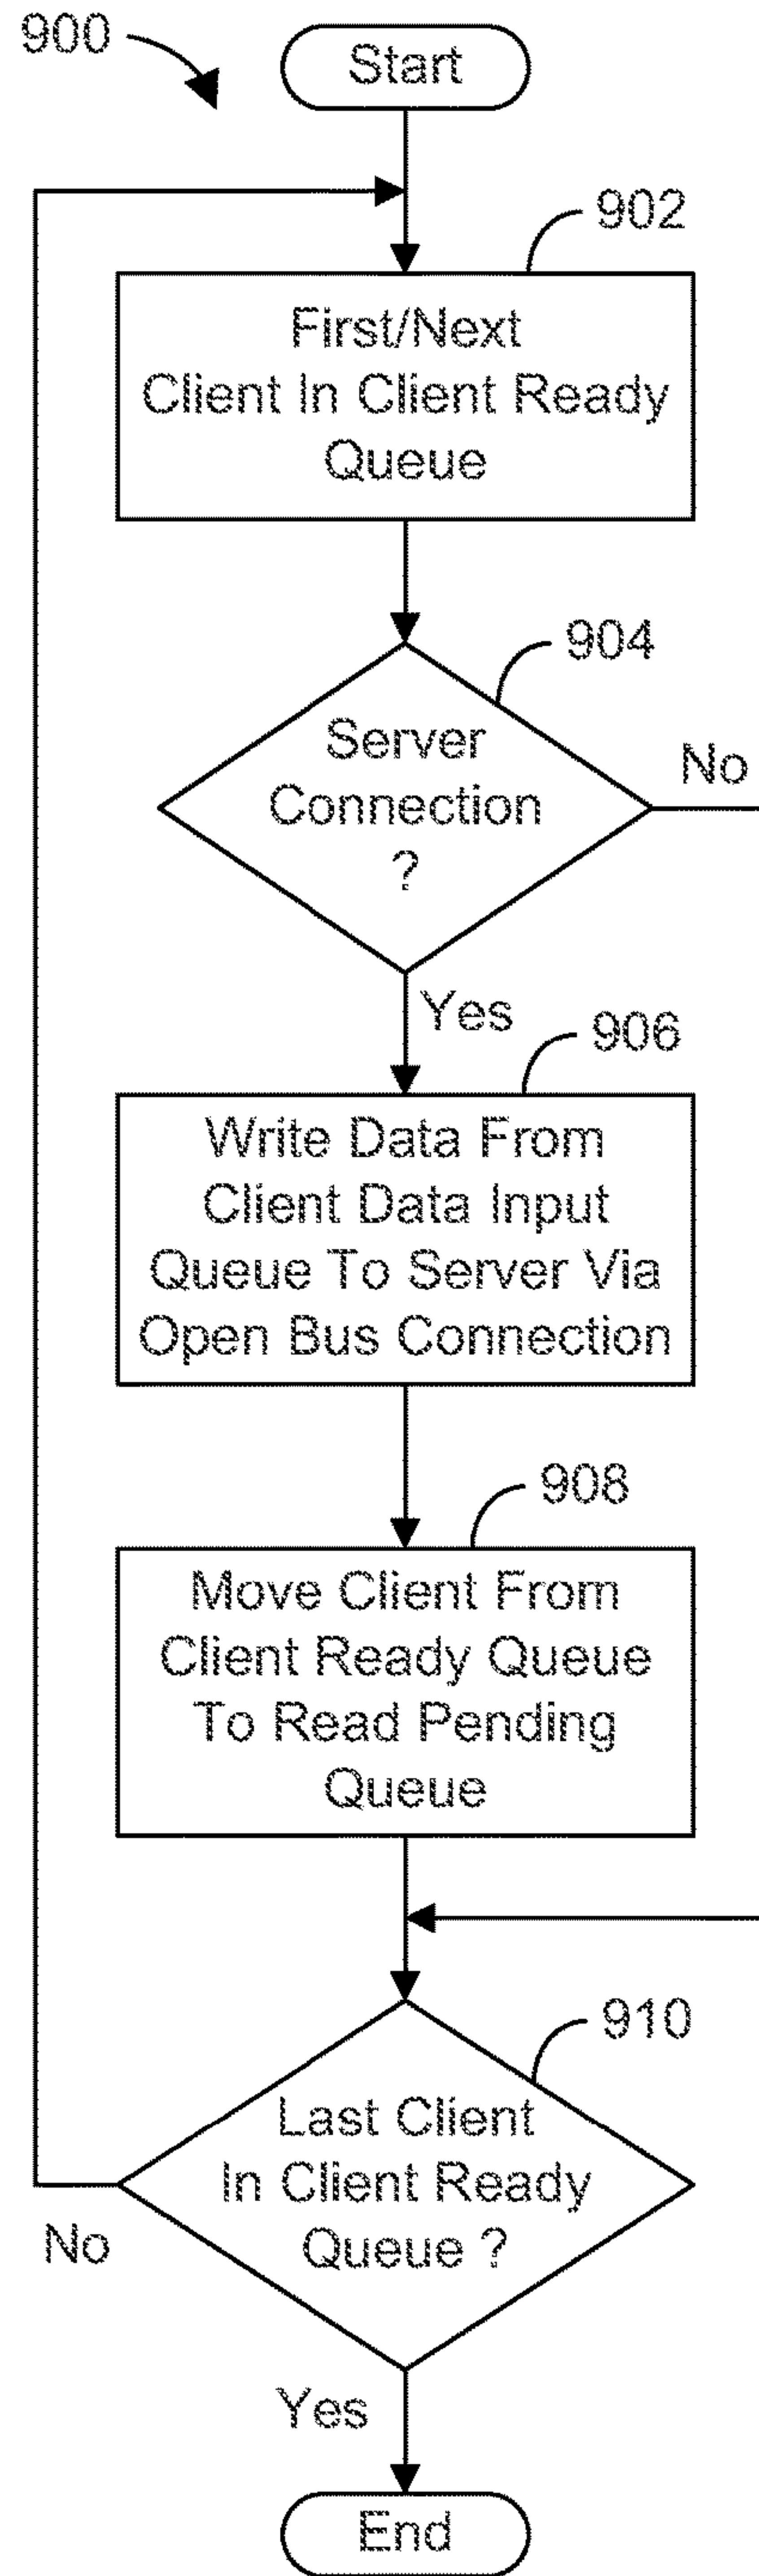 900
Start
902
First/Next
Client In Client Ready
Queue
904
Server
Connection
?
No
Yes
906
Write Data From
Client Data Input
Queue To Server Via
Open Bus Connection
908
Move Client From
Client Ready Queue
To Read Pending
Queue
910
Last Client
In Client Ready
Queue ?
No
Yes
End